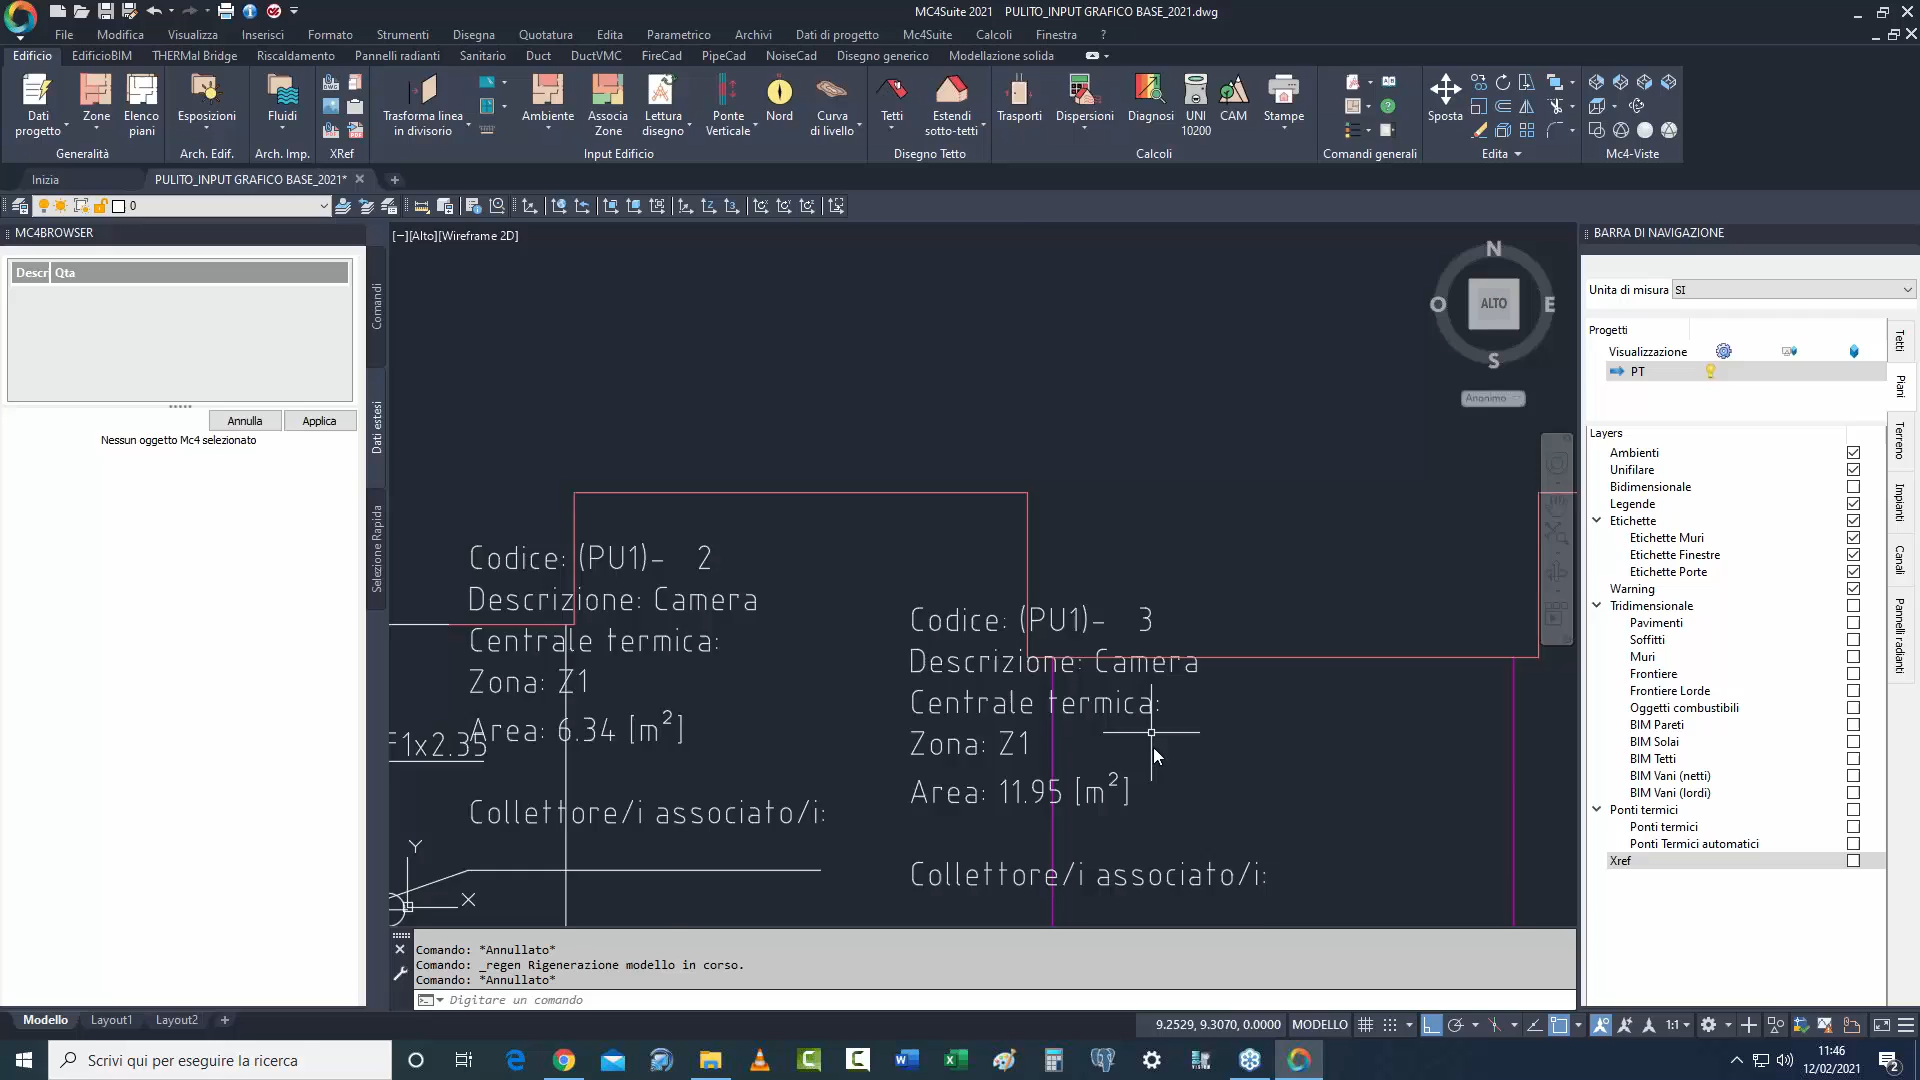 MC4Suite 2021    PULITO_INPUT GRAFICO BASE_2021.dwg
File Modifica Visualizza Inserisci Formato Strumenti Disegna Quotatura Edita Parametrico Archivi Dati di progetto Mc4Suite Calcoli Finestra ?
Edificio EdificioBIM THERMal Bridge Riscaldamento Pannelli radianti Sanitario Duct DuctVMC FireCad PipeCad NoiseCad Disegno generico Modellazione solida
Dati progetto
Zone
Elenco piani
Esposizioni
Fluidi
Trasforma linea in divisorio
Ambiente
Associa Zone
Lettura disegno
Ponte Verticale
Nord
Curva di livello
Tetti
Estendi sotto-tetti
Trasporti
Dispersioni
Diagnosi
UNI 10200
CAM
Stampe
Sposta
Generalità Arch. Edif. Arch. Imp. XRef Input Edificio Disegno Tetto Calcoli Comandi generali Edita Mc4-Viste
Inizia PULITO_INPUT GRAFICO BASE_2021*
0
MC4BROWSER
Descr Qta
Annulla Applica
Nessun oggetto Mc4 selezionato
Comandi
Dati estesi
Selezione Rapida
[−][Alto][Wireframe 2D]
N
O ALTO E
S
Anonimo
Codice: (PU1)-   2
Descrizione: Camera
Centrale termica:
Zona: Z1
Area: 6.34 [m²]
Collettore/i associato/i:
F1x2.35
Codice: (PU1)-   3
Descrizione: Camera
Centrale termica:
Zona: Z1
Area: 11.95 [m²]
Collettore/i associato/i:
Y
X
Comando: *Annullato*
Comando: _regen Rigenerazione modello in corso.
Comando: *Annullato*
Digitare un comando
BARRA DI NAVIGAZIONE
Unita di misura SI
Progetti
Visualizzazione
PT
Layers
Ambienti
Unifilare
Bidimensionale
Legende
Etichette
Etichette Muri
Etichette Finestre
Etichette Porte
Warning
Tridimensionale
Pavimenti
Soffitti
Muri
Frontiere
Frontiere Lorde
Oggetti combustibili
BIM Pareti
BIM Solai
BIM Tetti
BIM Vani (netti)
BIM Vani (lordi)
Ponti termici
Ponti termici
Ponti Termici automatici
Xref
Tetti
Piani
Terreno
Impianti
Canali
Pannelli radianti
Modello Layout1 Layout2
9.2529, 9.3070, 0.0000 MODELLO 1:1
Scrivi qui per eseguire la ricerca
11:46
12/02/2021
2